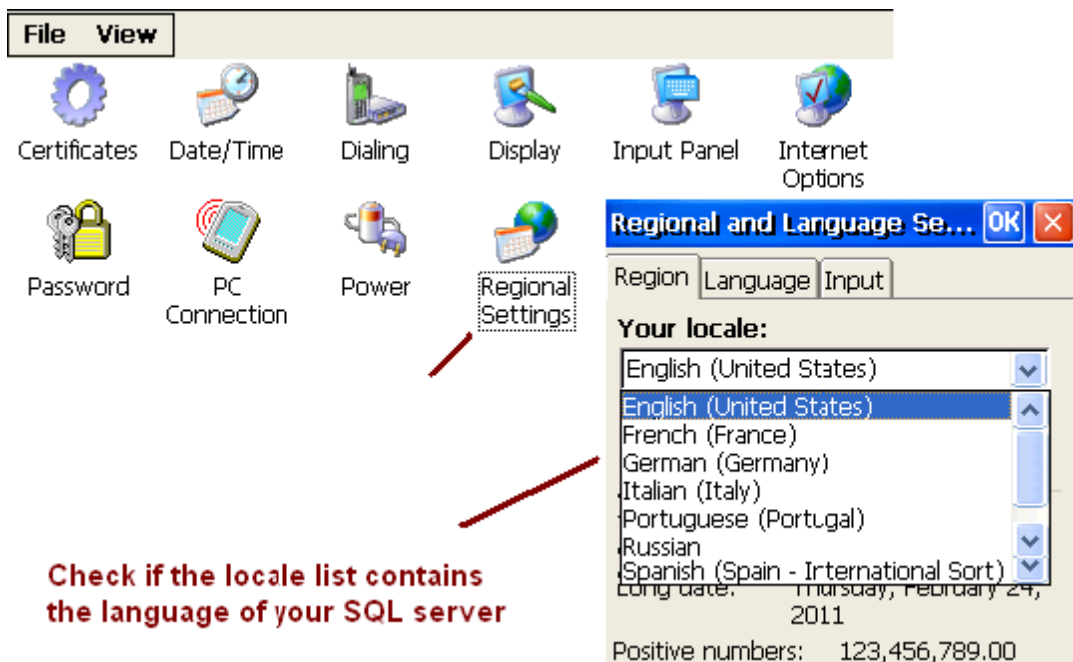 File View
Certificates
Date/Time
Dialing
Display
Input Panel
Internet
Options
Password
PC
Connection
Power
Regional
Settings
Regional and Language Se... OK
Region Language Input
Your locale:
English (United States)
English (United States)
French (France)
German (Germany)
Italian (Italy)
Portuguese (Portugal)
Russian
Spanish (Spain - International Sort)
Long date: Thursday, February 24,
2011
Positive numbers: 123,456,789.00
Check if the locale list contains
the language of your SQL server